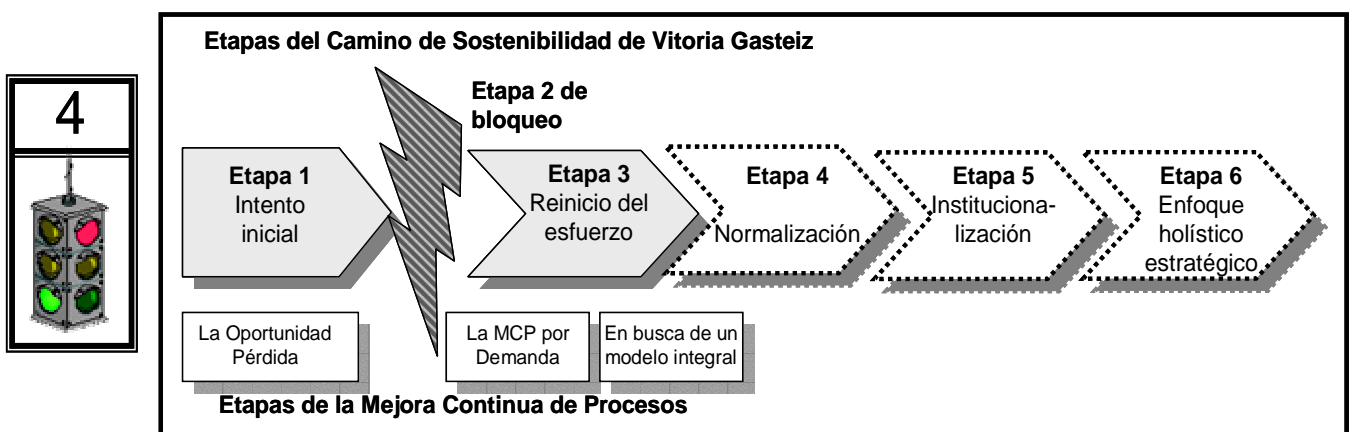 4
Etapas del Camino de Sostenibilidad de Vitoria Gasteiz
Etapa 2 de
bloqueo
Etapa 1
Intento
inicial
Etapa 3
Reinicio del
esfuerzo
Etapa 4
Normalización
Etapa 5
Instituciona-
lización
Etapa 6
Enfoque
holístico
estratégico
La Oportunidad
Pérdida
La MCP por
Demanda
En busca de un
modelo integral
Etapas de la Mejora Continua de Procesos